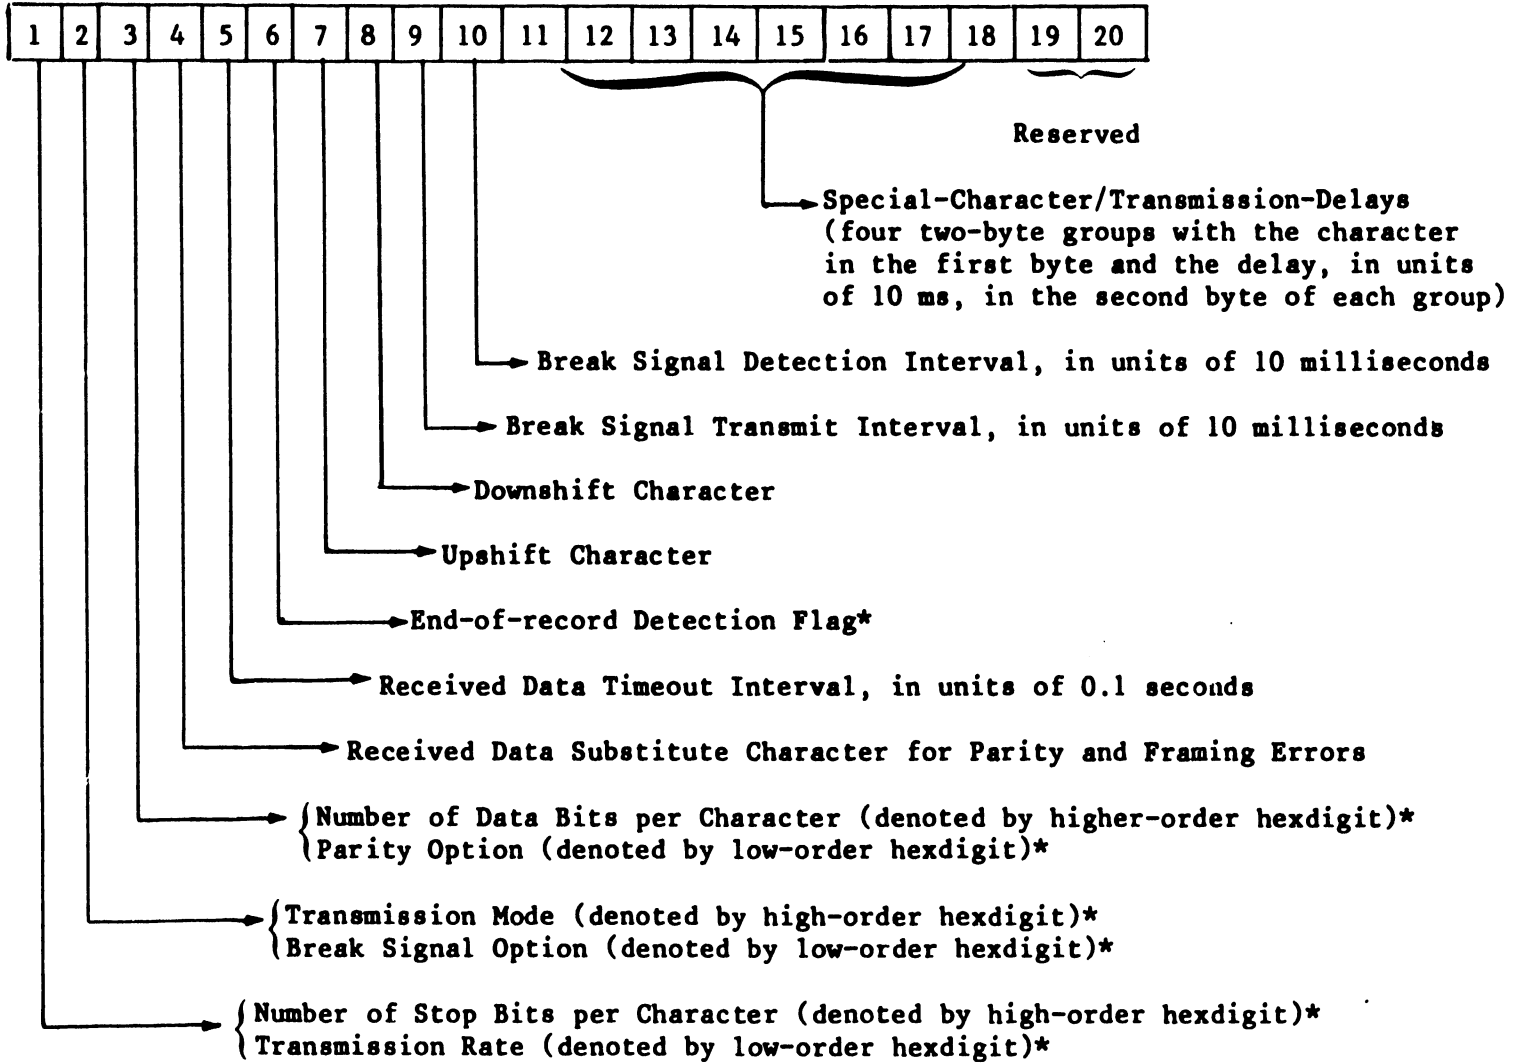 1 2 3 4 5 6 7 8 9 10 11 12 13 14 15 16 17 18 19 20
Reserved
Special-Character/Transmission-Delays
(four two-byte groups with the character
in the first byte and the delay, in units
of 10 ms, in the second byte of each group)
Break Signal Detection Interval, in units of 10 milliseconds
Break Signal Transmit Interval, in units of 10 milliseconds
Downshift Character
Upshift Character
End-of-record Detection Flag*
Received Data Timeout Interval, in units of 0.1 seconds
Received Data Substitute Character for Parity and Framing Errors
Number of Data Bits per Character (denoted by higher-order hexdigit)*
Parity Option (denoted by low-order hexdigit)*
Transmission Mode (denoted by high-order hexdigit)*
Break Signal Option (denoted by low-order hexdigit)*
Number of Stop Bits per Character (denoted by high-order hexdigit)*
Transmission Rate (denoted by low-order hexdigit)*